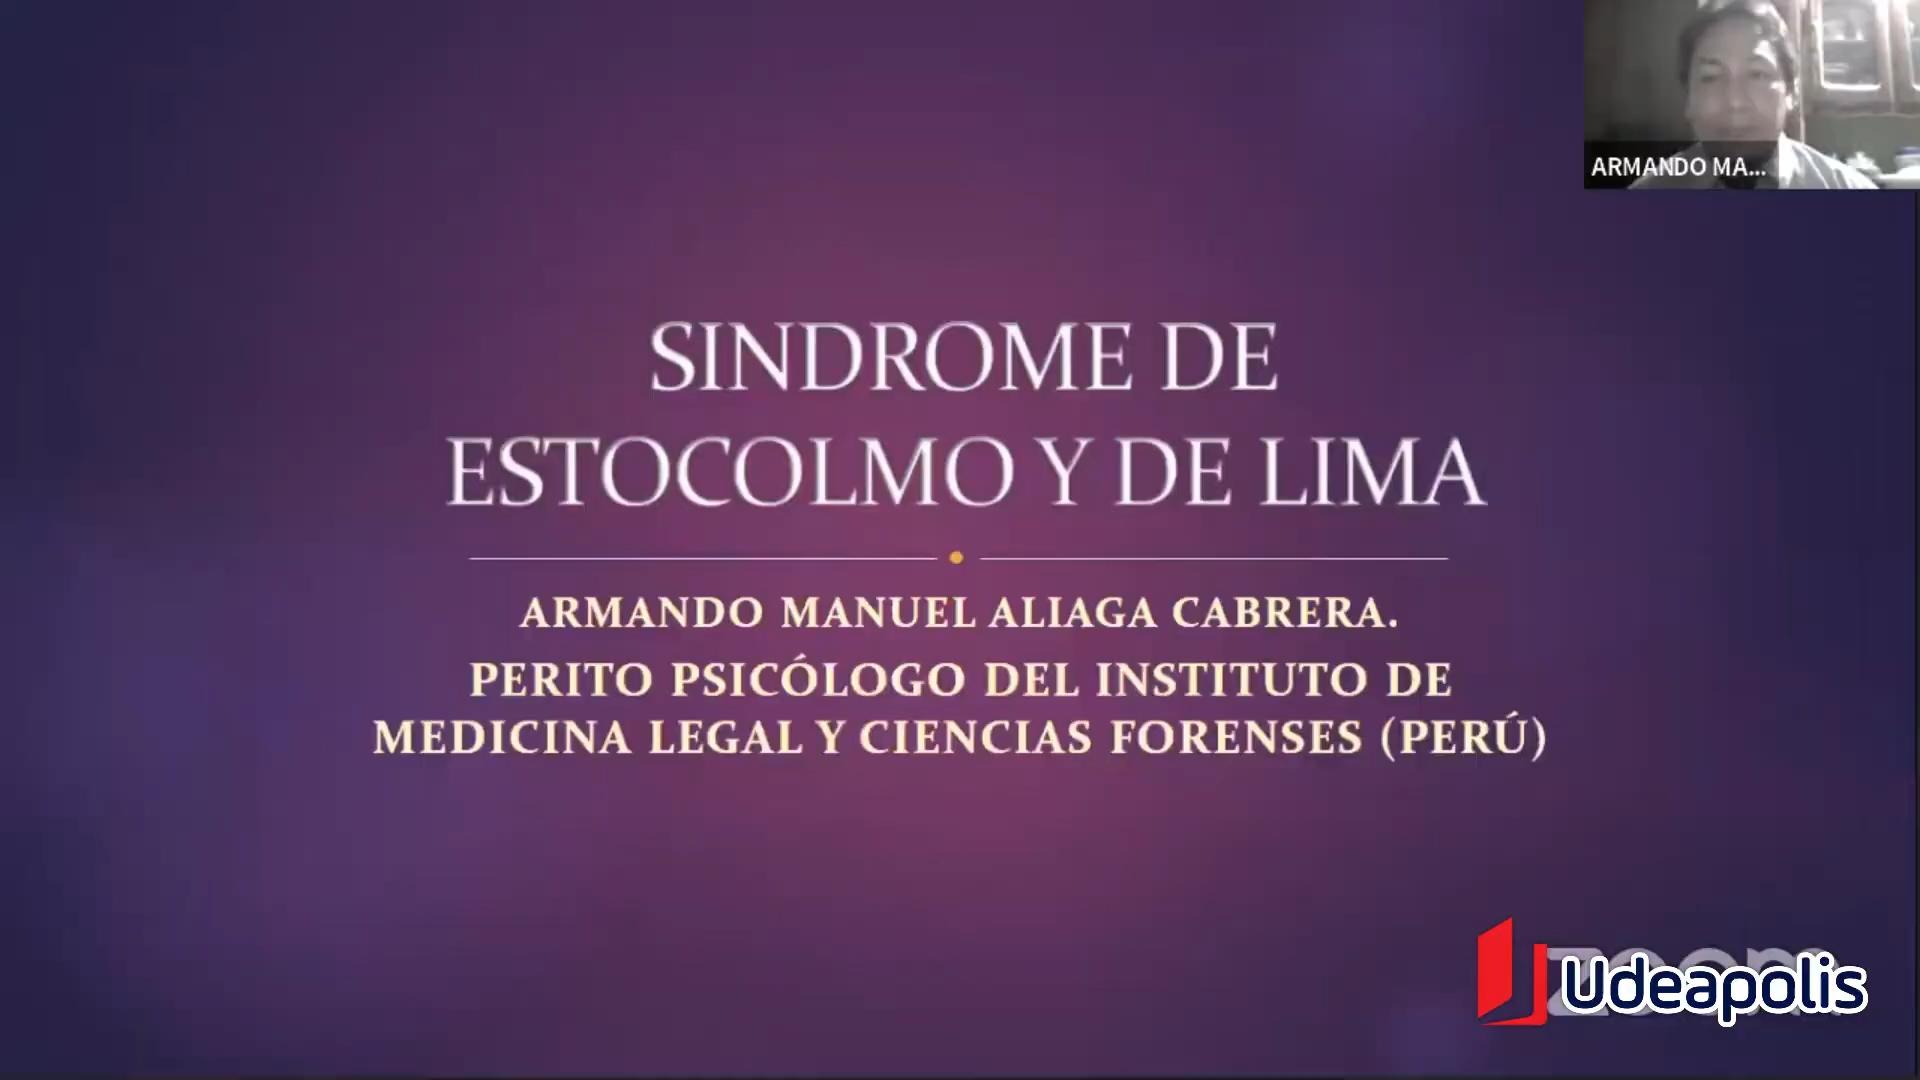 ARMANDO MA...
SINDROME DE
ESTOCOLMO Y DE LIMA
ARMANDO MANUEL ALIAGA CABRERA.
PERITO PSICÓLOGO DEL INSTITUTO DE
MEDICINA LEGAL Y CIENCIAS FORENSES (PERÚ)
zoom
Udeapolis